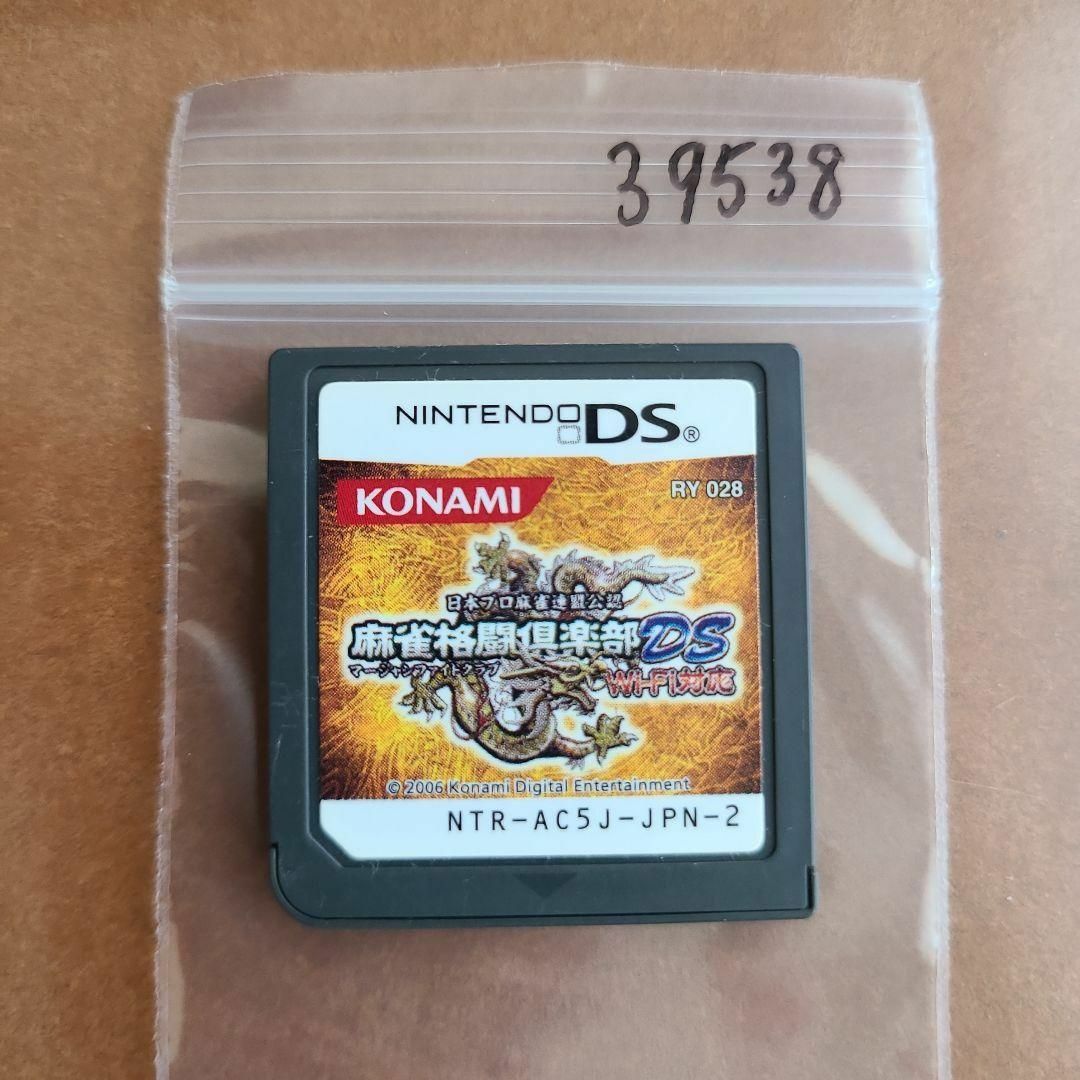 39538
NINTENDO DS®
KONAMI
RY 028
日本プロ麻雀連盟公認
麻雀格闘倶楽部DS
マージャンファイトクラブ
Wi-Fi対応
© 2006 Konami Digital Entertainment
NTR-AC5J-JPN-2